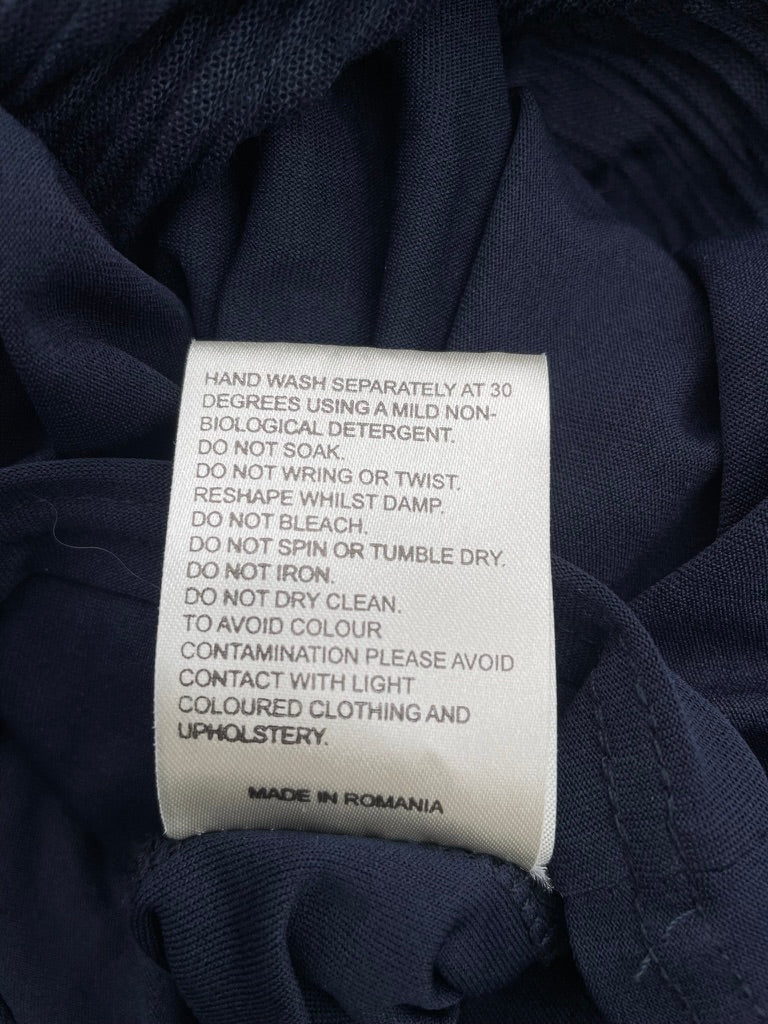 HAND WASH SEPARATELY AT 30
DEGREES USING A MILD NON-
BIOLOGICAL DETERGENT.
DO NOT SOAK.
DO NOT WRING OR TWIST.
RESHAPE WHILST DAMP.
DO NOT BLEACH.
DO NOT SPIN OR TUMBLE DRY.
DO NOT IRON.
DO NOT DRY CLEAN.
TO AVOID COLOUR
CONTAMINATION PLEASE AVOID
CONTACT WITH LIGHT
COLOURED CLOTHING AND
UPHOLSTERY.
MADE IN ROMANIA